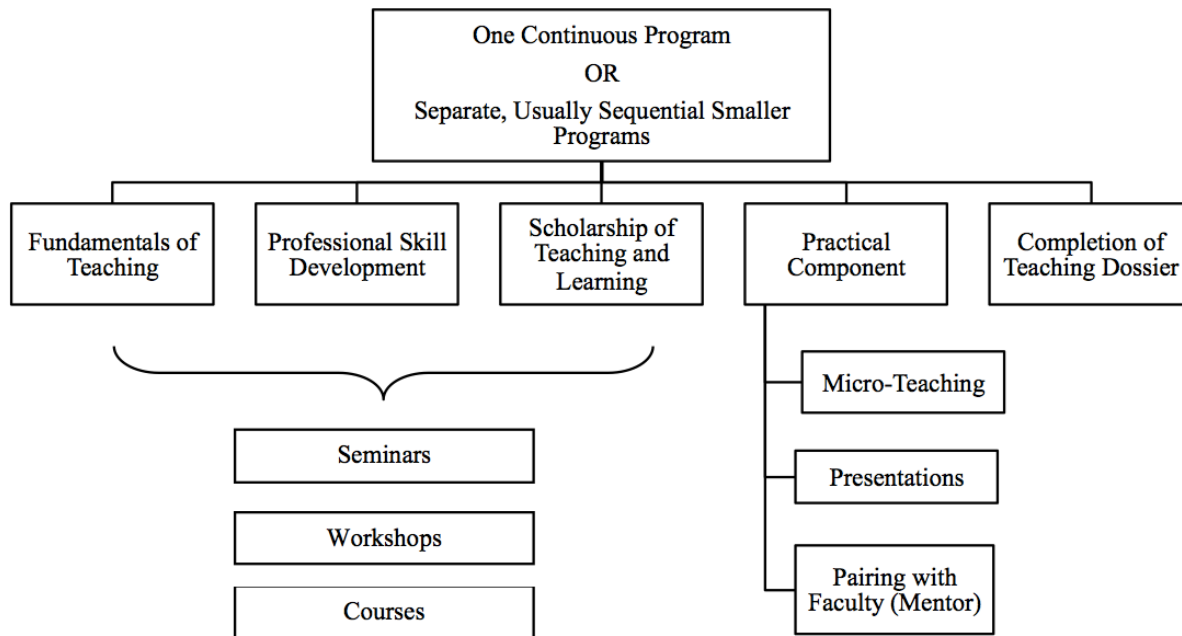 One Continuous Program
OR
Separate, Usually Sequential Smaller
Programs
Fundamentals of
Teaching
Professional Skill
Development
Scholarship of
Teaching and
Learning
Practical
Component
Completion of
Teaching Dossier
Micro-Teaching
Presentations
Pairing with
Faculty (Mentor)
Seminars
Workshops
Courses